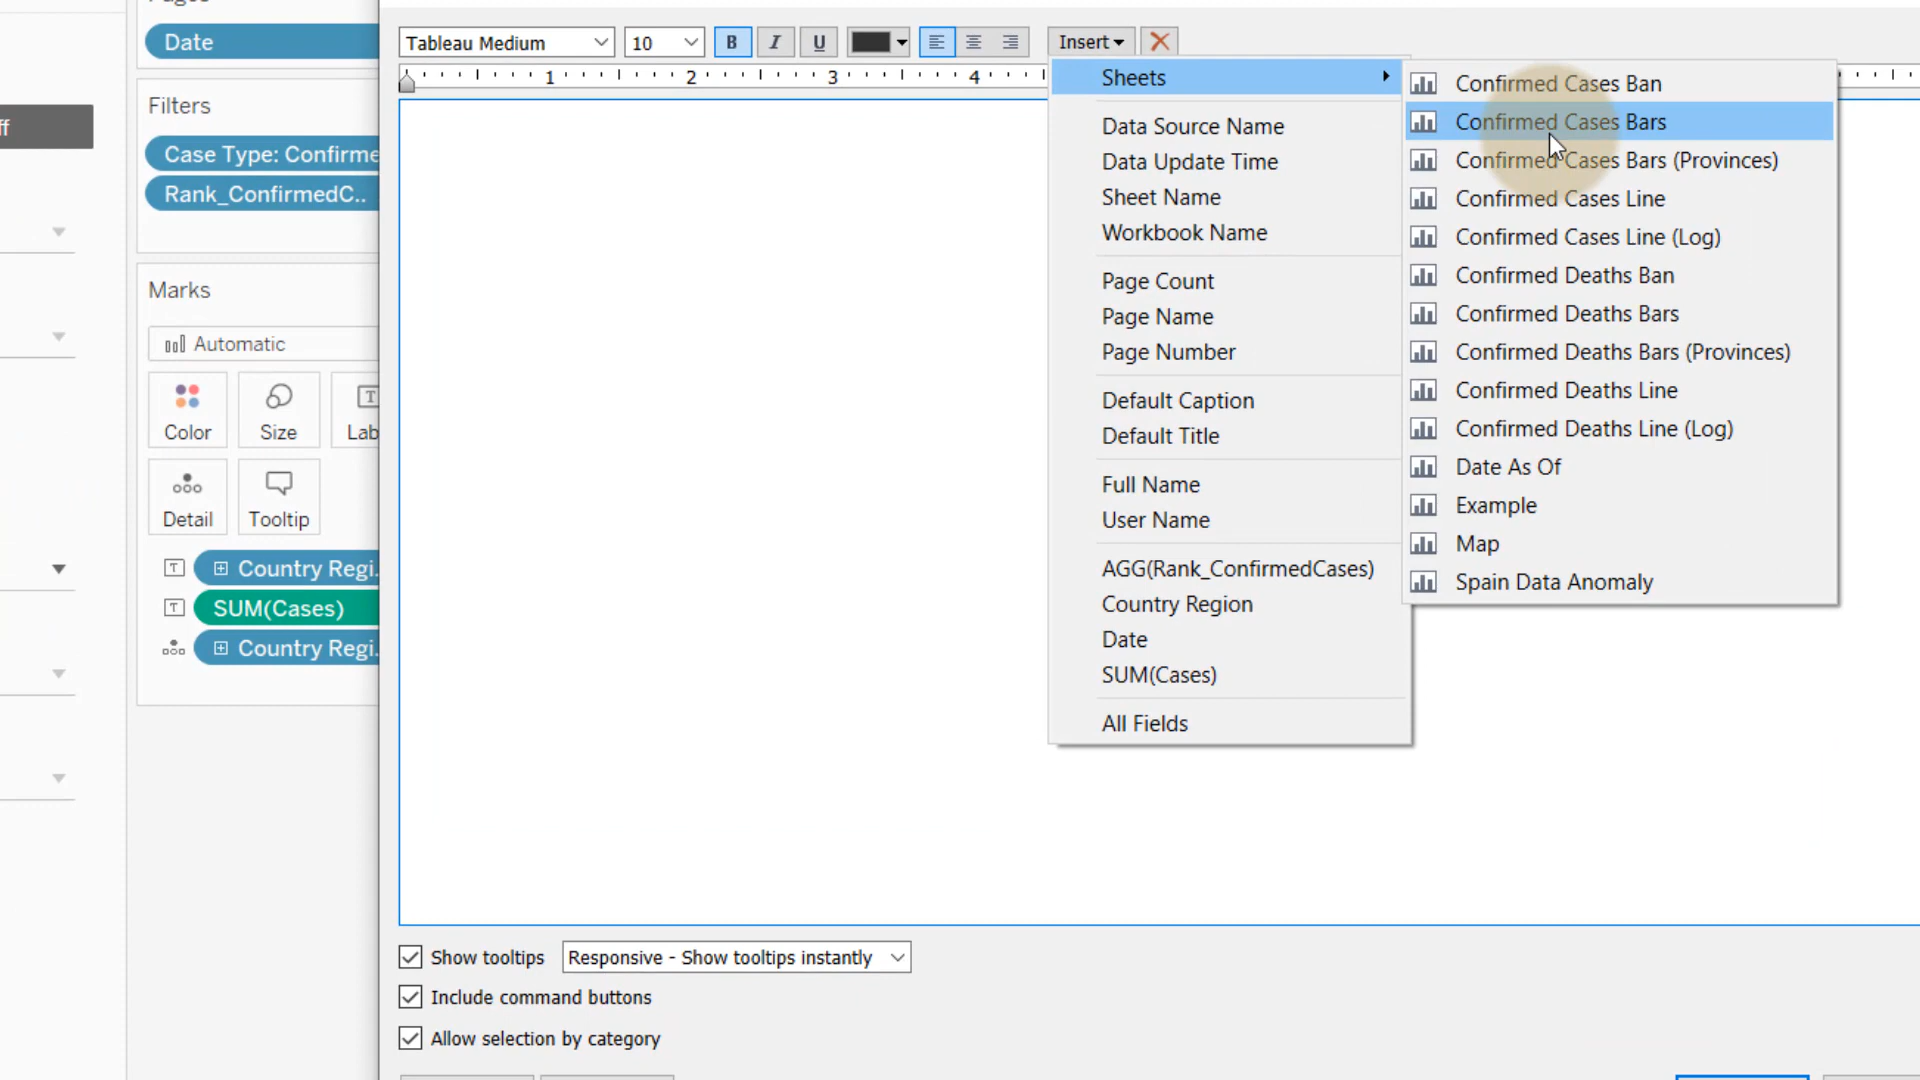 Pages
Date
ff
Filters
Case Type: Confirme
Rank_ConfirmedC..
Marks
Automatic
Color
Size
Lab
Detail
Tooltip
Country Regi.
SUM(Cases)
Country Regi.
Tableau Medium
10
B
I
U
Insert
1 2 3 4
Sheets
Data Source Name
Data Update Time
Sheet Name
Workbook Name
Page Count
Page Name
Page Number
Default Caption
Default Title
Full Name
User Name
AGG(Rank_ConfirmedCases)
Country Region
Date
SUM(Cases)
All Fields
Confirmed Cases Ban
Confirmed Cases Bars
Confirmed Cases Bars (Provinces)
Confirmed Cases Line
Confirmed Cases Line (Log)
Confirmed Deaths Ban
Confirmed Deaths Bars
Confirmed Deaths Bars (Provinces)
Confirmed Deaths Line
Confirmed Deaths Line (Log)
Date As Of
Example
Map
Spain Data Anomaly
Show tooltips
Responsive - Show tooltips instantly
Include command buttons
Allow selection by category